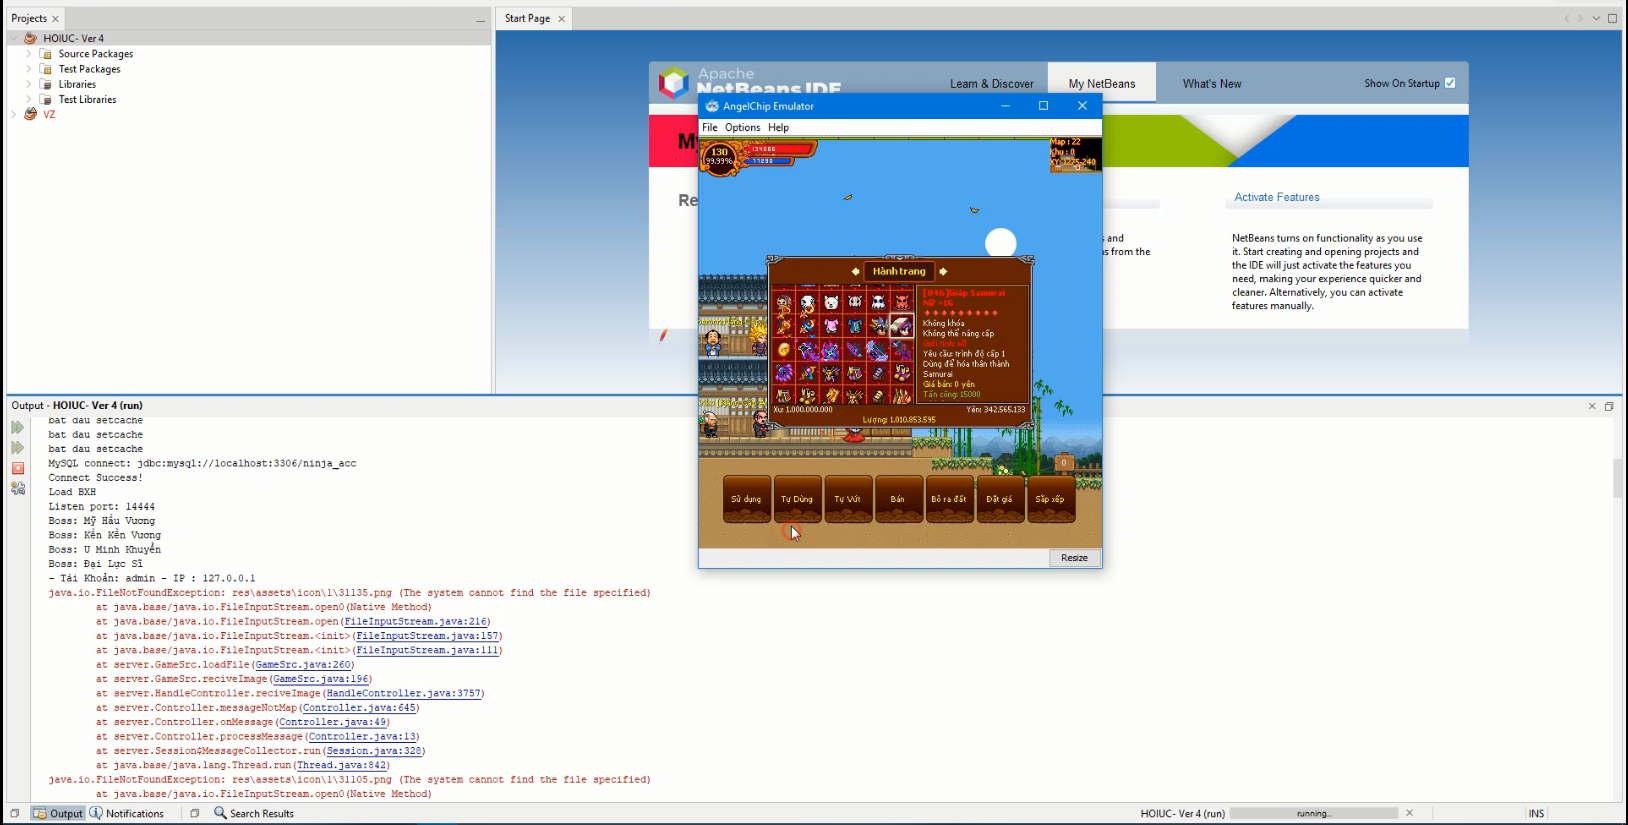 Projects
Start Page
HOIUC- Ver 4
Source Packages
Test Packages
Libraries
Test Libraries
VZ
Apache
NetBeans IDE
Learn & Discover
My NetBeans
What's New
Show On Startup
AngelChip Emulator
File Options Help
My
130
99.99%
Map : 22
Khu : 0
Re
Activate Features
s and
s from the
NetBeans turns on functionality as you use
it. Start creating and opening projects and
the IDE will just activate the features you
need, making your experience quicker and
cleaner. Alternatively, you can activate
features manually.
Hành trang
[846]Giáp Samurai
Nữ +16
Không khóa
Không thể nâng cấp
Giới tính: nữ
Yêu cầu: trình độ cấp 1
Dùng để hóa thân thành
Samurai
Giá bán: 0 yên
Tấn công: 15000
Xu: 1.000.000.000
Yên: 342.565.133
Lượng: 1.010.853.595
0
Sử dụng
Tự Dùng
Tự Vứt
Bán
Bỏ ra đất
Đặt giá
Sắp xếp
Resize
Output - HOIUC- Ver 4 (run)
bat dau setcache
bat dau setcache
bat dau setcache
MySQL connect: jdbc:mysql://localhost:3306/ninja_acc
Connect Success!
Load BXH
Listen port: 14444
Boss: Mỹ Hầu Vương
Boss: Kền Kền Vương
Boss: U Minh Khuyển
Boss: Đại Lực Sĩ
- Tài Khoản: admin - IP : 127.0.0.1
java.io.FileNotFoundException: res\assets\icon\1\31135.png (The system cannot find the file specified)
at java.base/java.io.FileInputStream.open0(Native Method)
at java.base/java.io.FileInputStream.open(FileInputStream.java:216)
at java.base/java.io.FileInputStream.<init>(FileInputStream.java:157)
at java.base/java.io.FileInputStream.<init>(FileInputStream.java:111)
at server.GameSrc.loadFile(GameSrc.java:260)
at server.GameSrc.reciveImage(GameSrc.java:196)
at server.HandleController.reciveImage(HandleController.java:3757)
at server.Controller.messageNotMap(Controller.java:645)
at server.Controller.onMessage(Controller.java:49)
at server.Controller.processMessage(Controller.java:13)
at server.Session$MessageCollector.run(Session.java:328)
at java.base/java.lang.Thread.run(Thread.java:842)
java.io.FileNotFoundException: res\assets\icon\1\31105.png (The system cannot find the file specified)
at java.base/java.io.FileInputStream.open0(Native Method)
Output
Notifications
Search Results
HOIUC- Ver 4 (run)
running...
INS